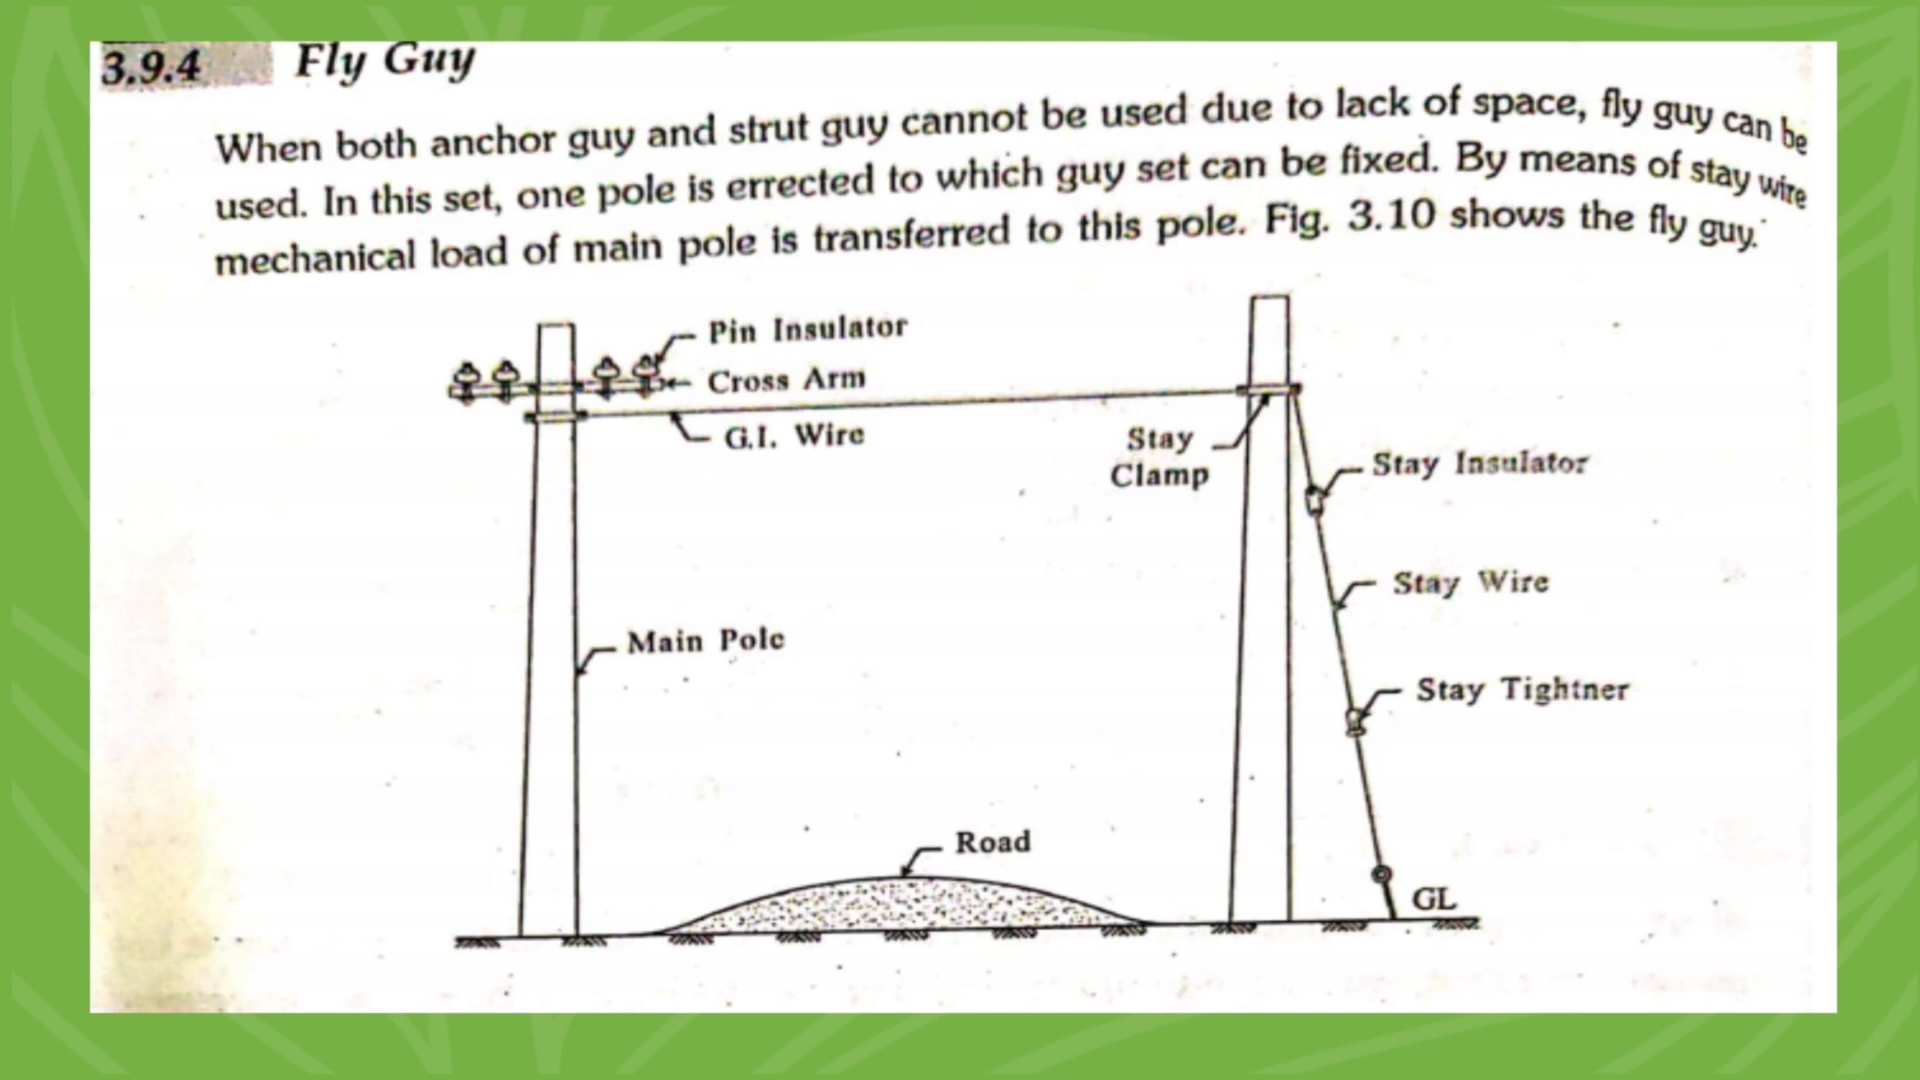 3.9.4 Fly Guy
When both anchor guy and strut guy cannot be used due to lack of space, fly guy can be
used. In this set, one pole is errected to which guy set can be fixed. By means of stay wire
mechanical load of main pole is transferred to this pole. Fig. 3.10 shows the fly guy.
Pin Insulator
Cross Arm
G.I. Wire
Stay
Clamp
Stay Insulator
Stay Wire
Main Pole
Stay Tightner
Road
GL